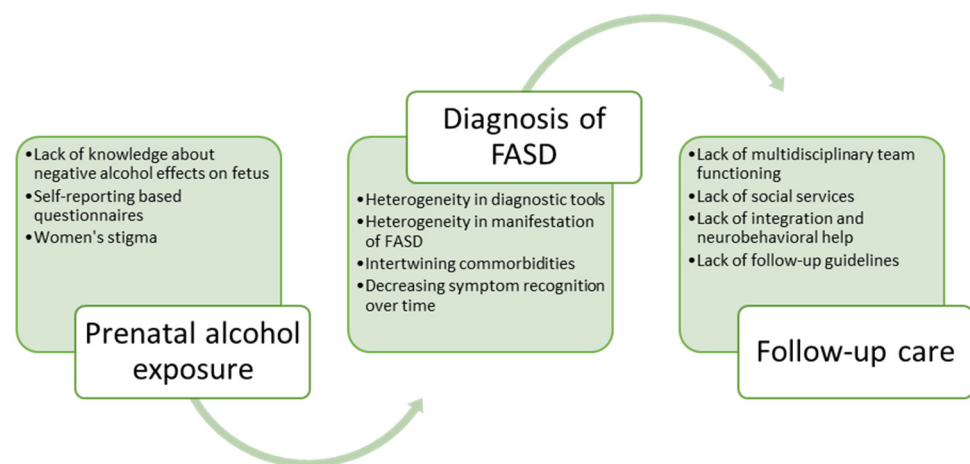 •Lack of knowledge about
negative alcohol effects on fetus
•Self-reporting based
questionnaires
•Women's stigma
Prenatal alcohol
exposure
Diagnosis of
FASD
•Heterogeneity in diagnostic tools
•Heterogeneity in manifestation
of FASD
•Intertwining commorbidities
•Decreasing symptom recognition
over time
•Lack of multidisciplinary team
functioning
•Lack of social services
•Lack of integration and
neurobehavioral help
•Lack of follow-up guidelines
Follow-up care